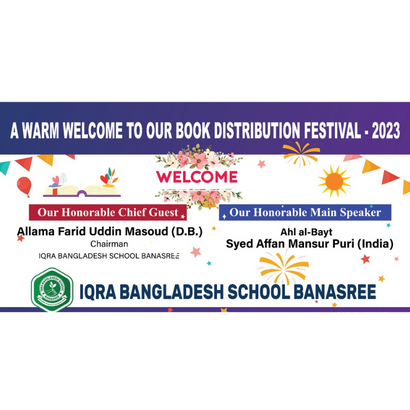 A WARM WELCOME TO OUR BOOK DISTRIBUTION FESTIVAL - 2023
WELCOME
Our Honorable Chief Guest
Allama Farid Uddin Masoud (D.B.)
Chairman
IQRA BANGLADESH SCHOOL BANASREE
Our Honorable Main Speaker
Ahl al-Bayt
Syed Affan Mansur Puri (India)
IQRA BANGLADESH SCHOOL BANASREE